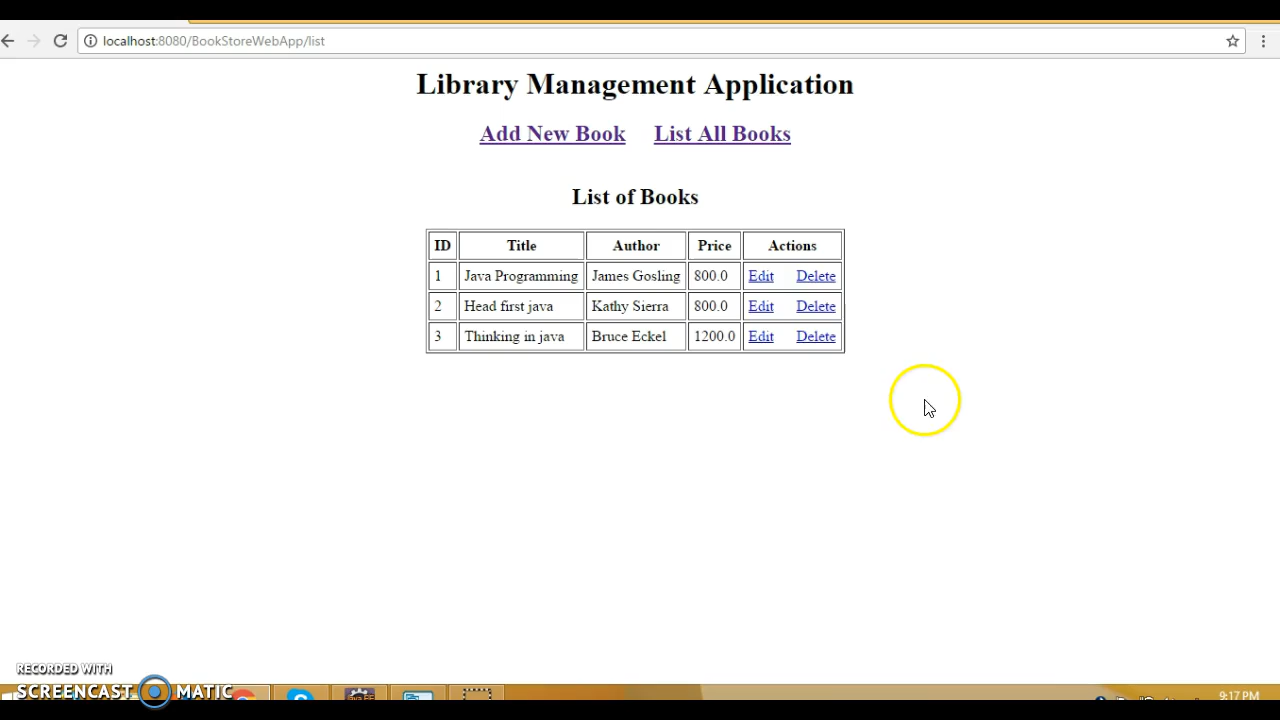 localhost:8080/BookStoreWebApp/list
Library Management Application
Add New Book List All Books
List of Books
ID Title Author Price Actions
1 Java Programming James Gosling 800.0 Edit Delete
2 Head first java Kathy Sierra 800.0 Edit Delete
3 Thinking in java Bruce Eckel 1200.0 Edit Delete
RECORDED WITH
SCREENCAST MATIC
9:17 PM